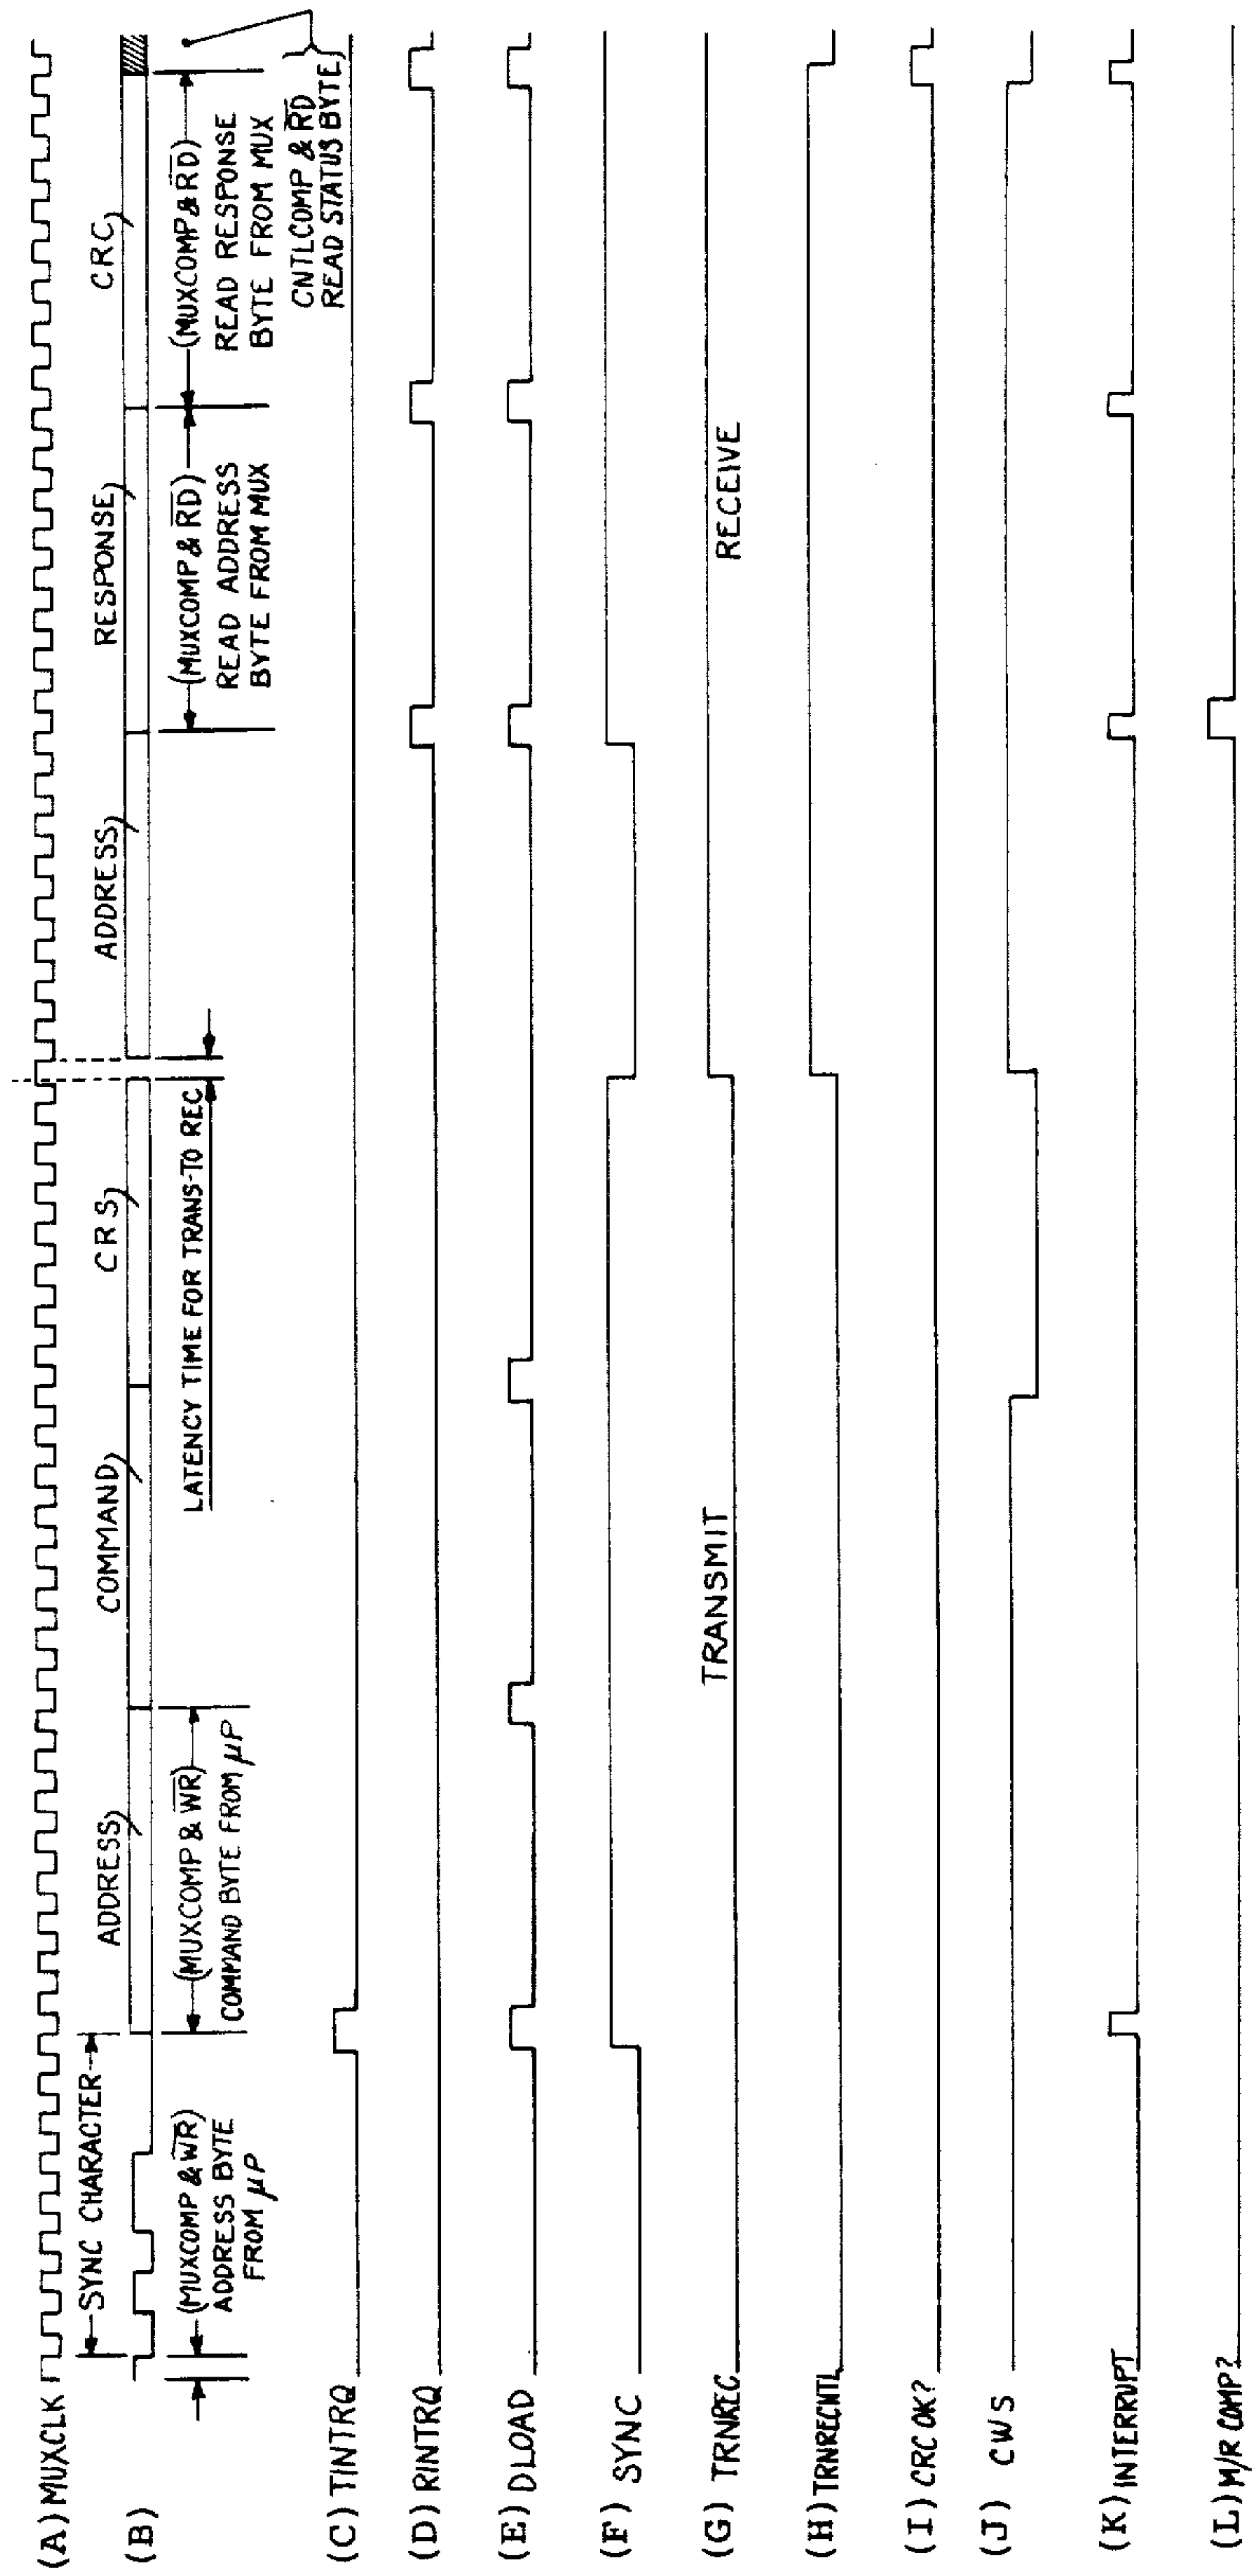 (A) MUXCLK
SYNC CHARACTER
(B)
ADDRESS
COMMAND
CRS
ADDRESS
RESPONSE
CRC
(MUXCOMP & WR)
ADDRESS BYTE
FROM μP
(MUXCOMP & WR)
COMMAND BYTE FROM μP
LATENCY TIME FOR TRANS-TO REC
(MUXCOMP & RD)
READ ADDRESS
BYTE FROM MUX
(MUXCOMP & RD)
READ RESPONSE
BYTE FROM MUX
CNTLCOMP & RD
READ STATUS BYTE
(C) TINTRQ
(D) RINTRQ
(E) DLOAD
(F) SYNC
(G) TRNREC
TRANSMIT
RECEIVE
(H) TRNRECNTL
(I) CRC OK?
(J) CWS
(K) INTERRUPT
(L) M/R COMP?